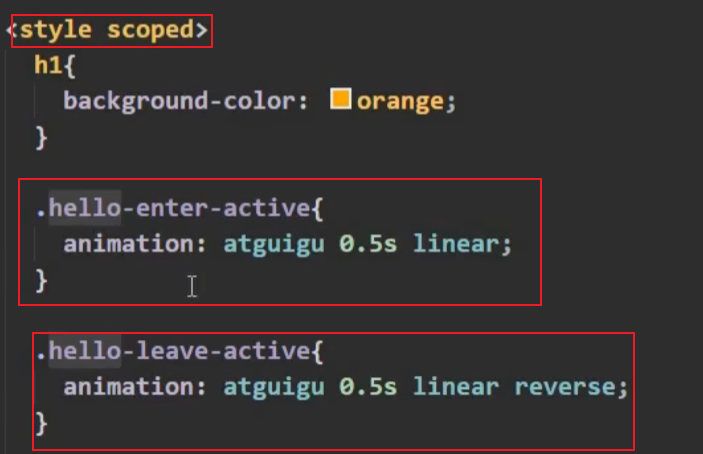 <style scoped>
h1{
background-color: orange;
}
.hello-enter-active{
animation: atguigu 0.5s linear;
}
.hello-leave-active{
animation: atguigu 0.5s linear reverse;
}